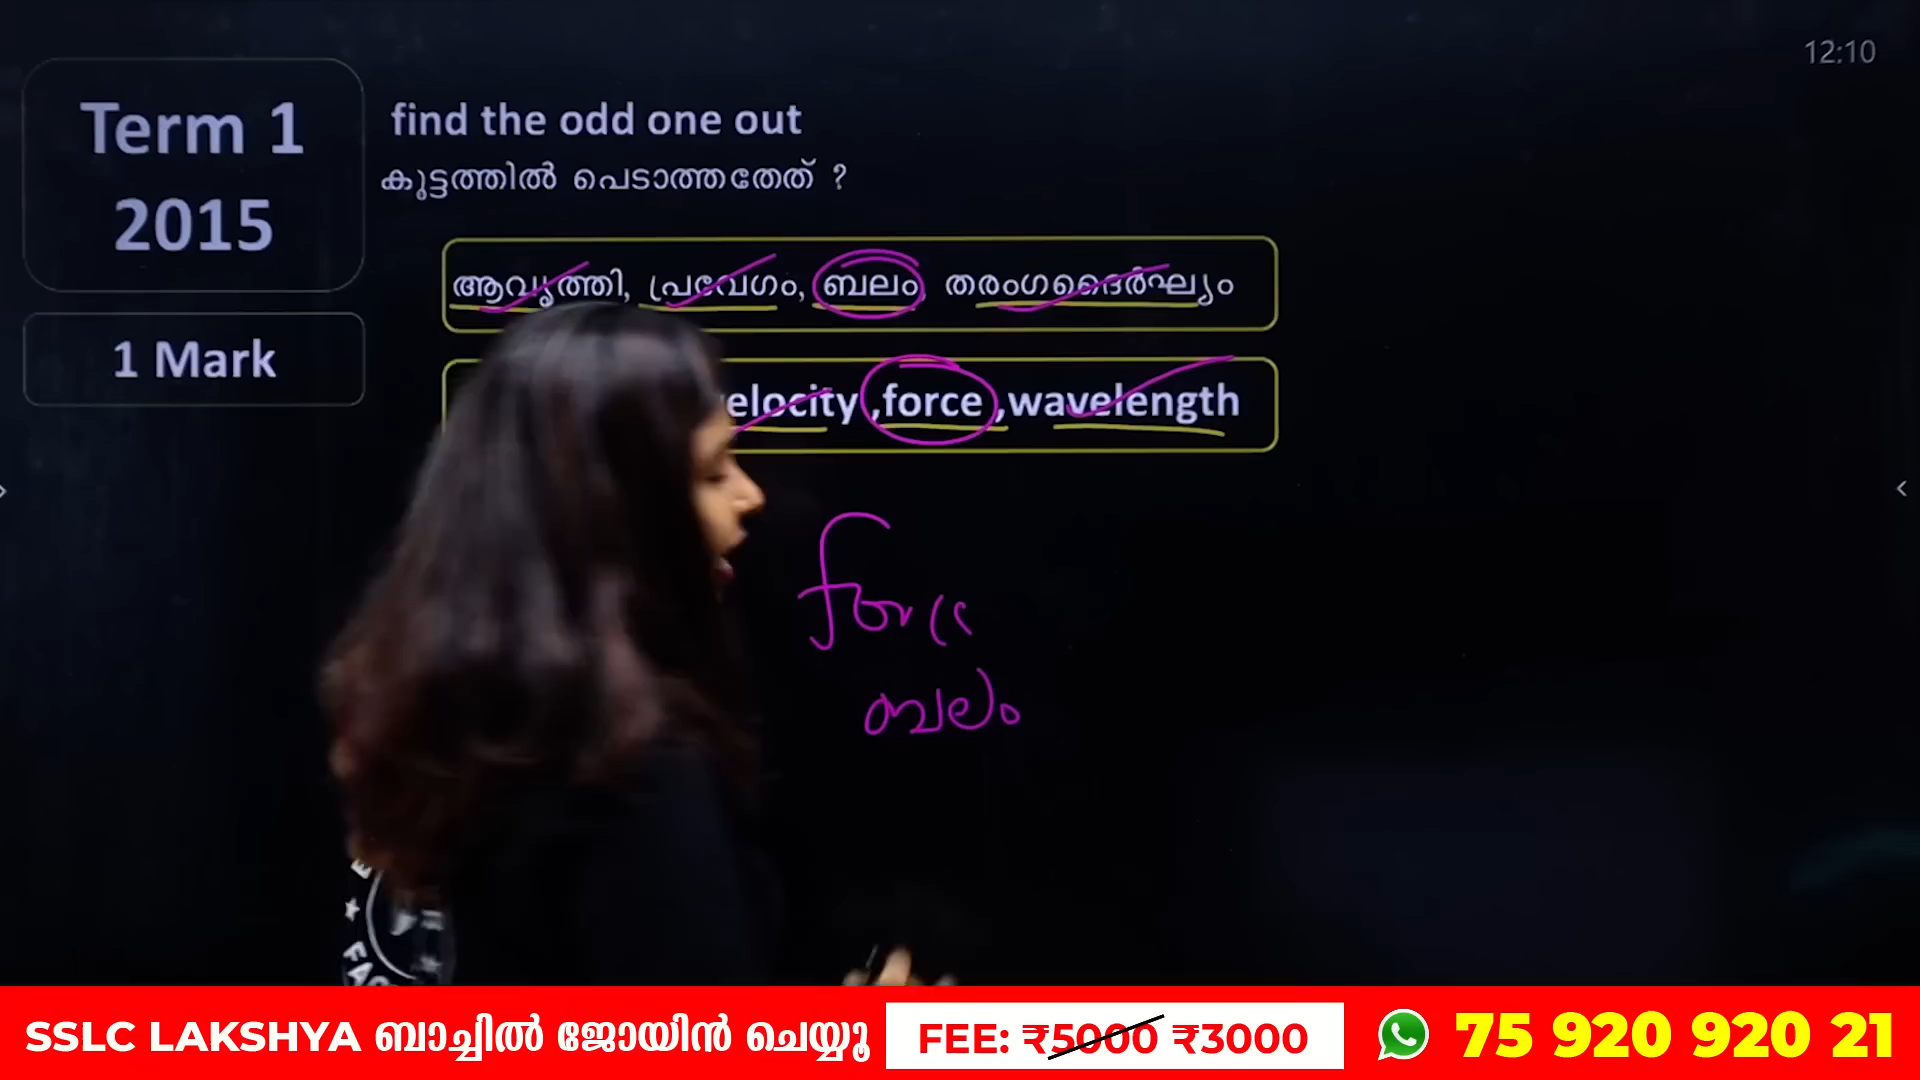 12:10
Term 1
2015
1 Mark
find the odd one out
കൂട്ടത്തിൽ പെടാത്തതേത് ?
ആവൃത്തി, പ്രവേഗം, ബലം, തരംഗദൈർഘ്യം
elocity ,force ,wavelength
force
ബലം
SSLC LAKSHYA ബാച്ചിൽ ജോയിൻ ചെയ്യൂ
FEE: ₹5000 ₹3000
75 920 920 21